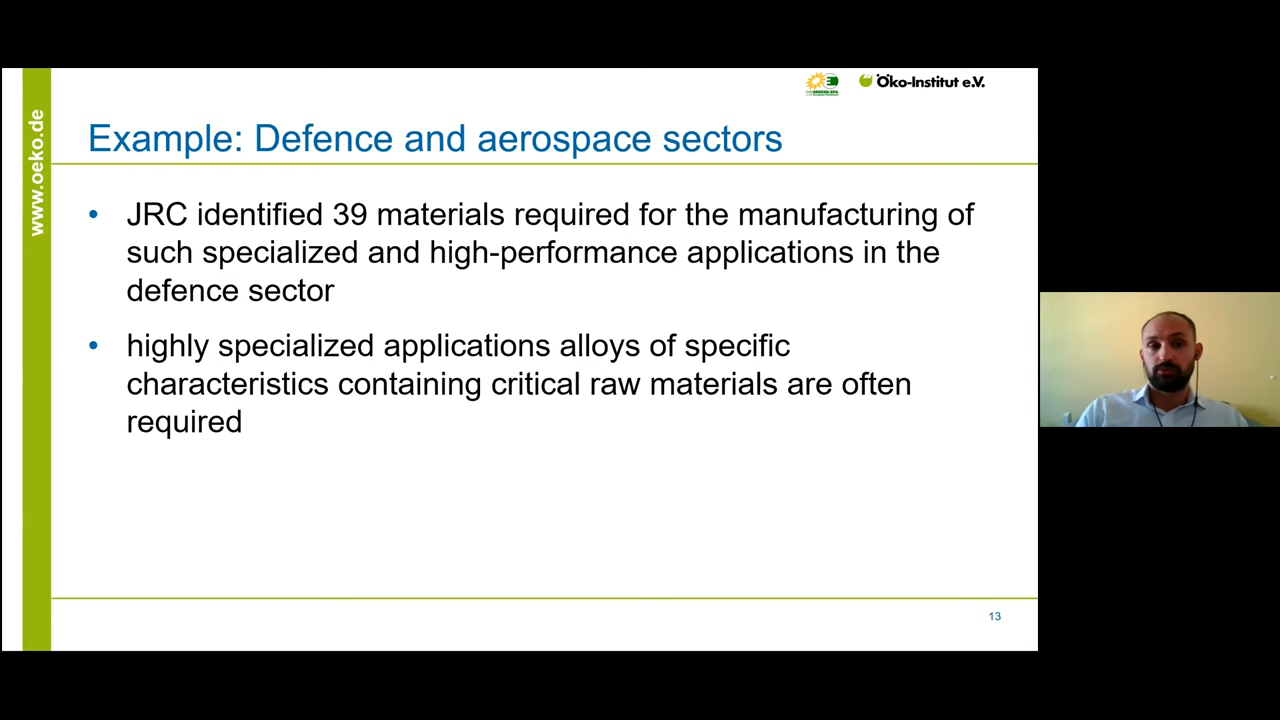 Öko-Institut e.V.
www.oeko.de
Example: Defence and aerospace sectors
• JRC identified 39 materials required for the manufacturing of
such specialized and high-performance applications in the
defence sector
• highly specialized applications alloys of specific
characteristics containing critical raw materials are often
required
13